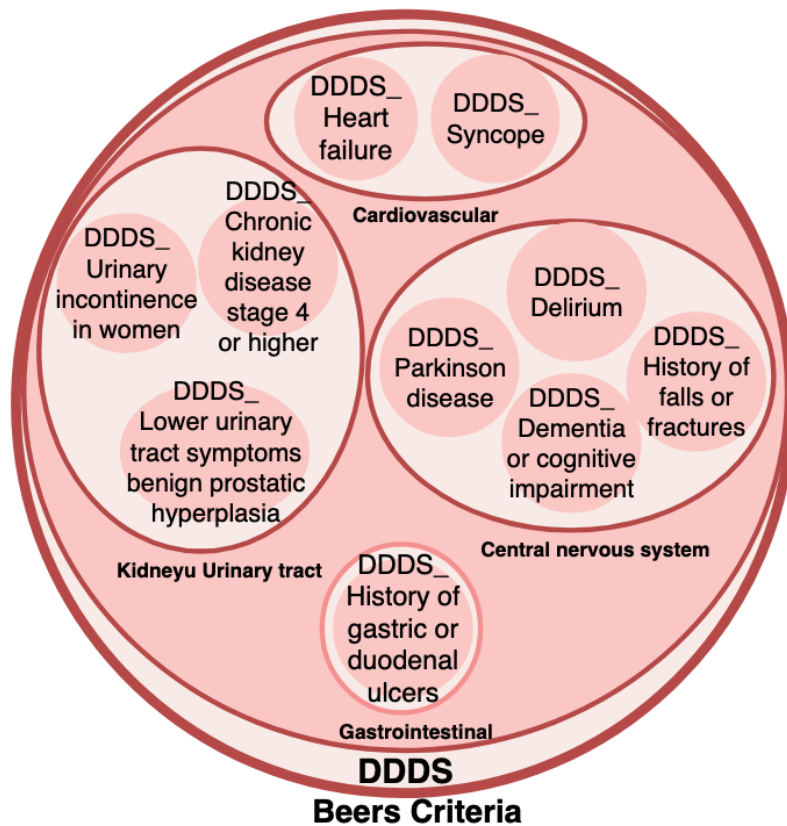 DDDS_
Heart
failure
DDDS_
Syncope
Cardiovascular
DDDS_
Urinary
incontinence
in women
DDDS_
Chronic
kidney
disease
stage 4
or higher
DDDS_
Lower urinary
tract symptoms
benign prostatic
hyperplasia
Kidneyu Urinary tract
DDDS_
Delirium
DDDS_
Parkinson
disease
DDDS_
History of
falls or
fractures
DDDS_
Dementia
or cognitive
impairment
Central nervous system
DDDS_
History of
gastric or
duodenal
ulcers
Gastrointestinal
DDDS
Beers Criteria